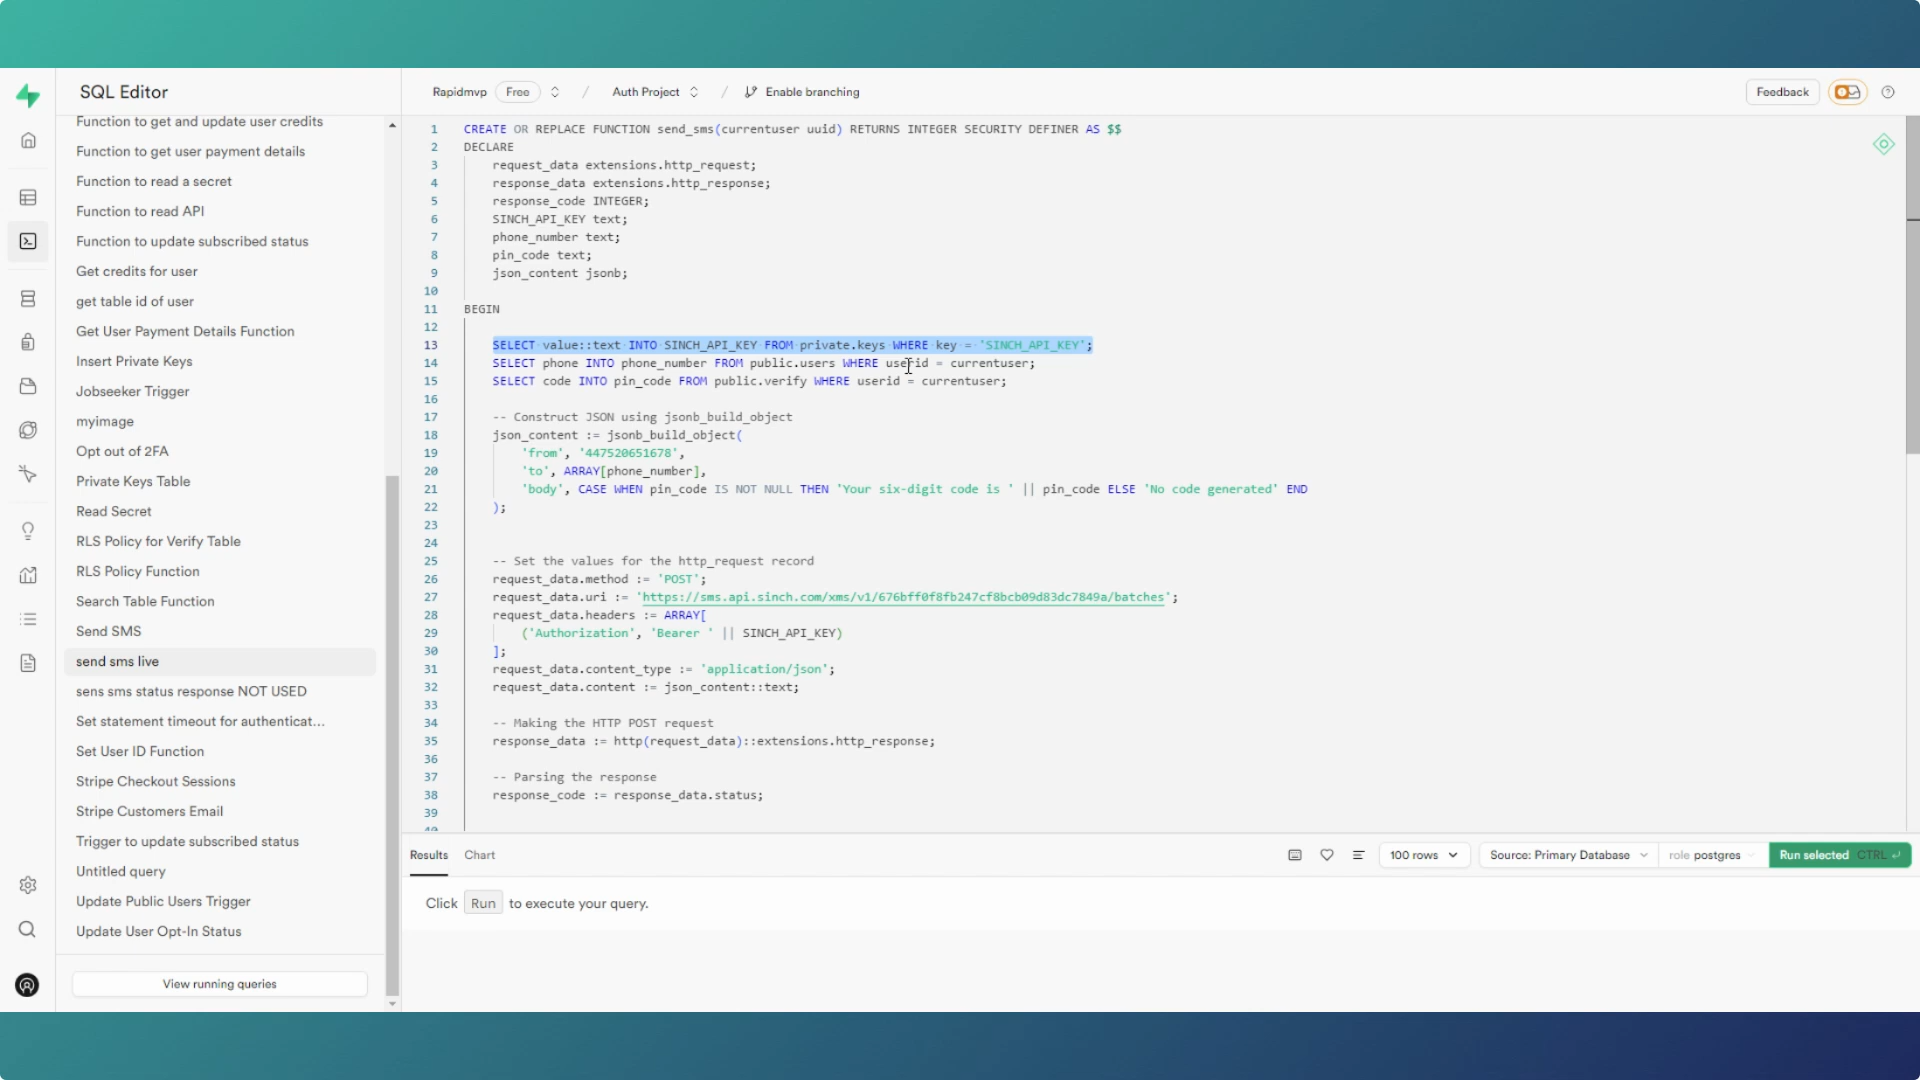 SQL Editor
Rapidmvp Free / Auth Project / Enable branching
Feedback
Function to get and update user credits
Function to get user payment details
Function to read a secret
Function to read API
Function to update subscribed status
Get credits for user
get table id of user
Get User Payment Details Function
Insert Private Keys
Jobseeker Trigger
myimage
Opt out of 2FA
Private Keys Table
Read Secret
RLS Policy for Verify Table
RLS Policy Function
Search Table Function
Send SMS
send sms live
sens sms status response NOT USED
Set statement timeout for authenticat...
Set User ID Function
Stripe Checkout Sessions
Stripe Customers Email
Trigger to update subscribed status
Untitled query
Update Public Users Trigger
Update User Opt-In Status
View running queries
1 CREATE OR REPLACE FUNCTION send_sms(currentuser uuid) RETURNS INTEGER SECURITY DEFINER AS $$
2 DECLARE
3 request_data extensions.http_request;
4 response_data extensions.http_response;
5 response_code INTEGER;
6 SINCH_API_KEY text;
7 phone_number text;
8 pin_code text;
9 json_content jsonb;
10
11 BEGIN
12
13 SELECT value::text INTO SINCH_API_KEY FROM private.keys WHERE key = 'SINCH_API_KEY';
14 SELECT phone INTO phone_number FROM public.users WHERE userid = currentuser;
15 SELECT code INTO pin_code FROM public.verify WHERE userid = currentuser;
16
17 -- Construct JSON using jsonb_build_object
18 json_content := jsonb_build_object(
19 'from', '447520651678',
20 'to', ARRAY[phone_number],
21 'body', CASE WHEN pin_code IS NOT NULL THEN 'Your six-digit code is ' || pin_code ELSE 'No code generated' END
22 );
23
24
25 -- Set the values for the http_request record
26 request_data.method := 'POST';
27 request_data.uri := 'https://sms.api.sinch.com/xms/v1/676bff0f8fb247cf8bcb09d83dc7849a/batches';
28 request_data.headers := ARRAY[
29 ('Authorization', 'Bearer ' || SINCH_API_KEY)
30 ];
31 request_data.content_type := 'application/json';
32 request_data.content := json_content::text;
33
34 -- Making the HTTP POST request
35 response_data := http(request_data)::extensions.http_response;
36
37 -- Parsing the response
38 response_code := response_data.status;
39
40
Results Chart
100 rows
Source: Primary Database
role postgres
Run selected CTRL
Click Run to execute your query.